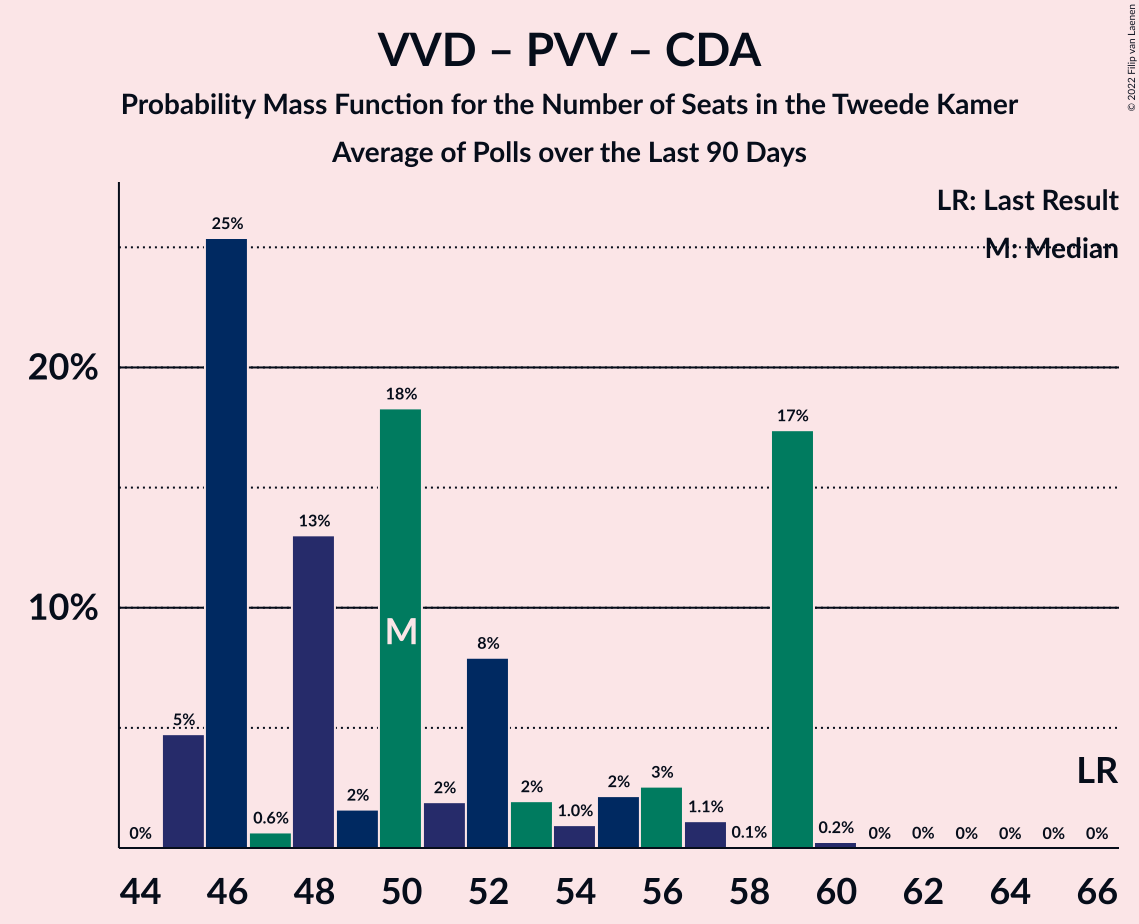 VVD – PVV – CDA
Probability Mass Function for the Number of Seats in the Tweede Kamer
Average of Polls over the Last 90 Days
© 2022 Filip van Laenen
LR: Last Result
M: Median
20%
10%
0%
5%
25%
0.6%
13%
2%
18%
2%
8%
2%
1.0%
2%
3%
1.1%
0.1%
17%
0.2%
0%
0%
0%
0%
0%
0%
M
LR
44 46 48 50 52 54 56 58 60 62 64 66